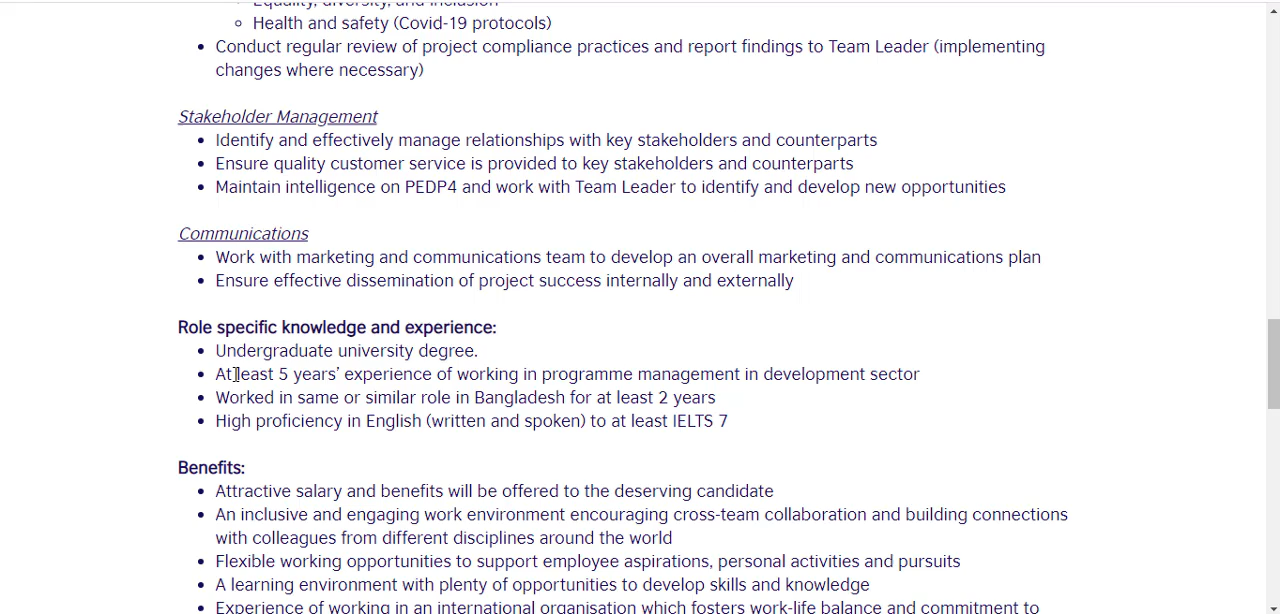 Equality, diversity, and inclusion
Health and safety (Covid-19 protocols)
Conduct regular review of project compliance practices and report findings to Team Leader (implementing
changes where necessary)
Stakeholder Management
Identify and effectively manage relationships with key stakeholders and counterparts
Ensure quality customer service is provided to key stakeholders and counterparts
Maintain intelligence on PEDP4 and work with Team Leader to identify and develop new opportunities
Communications
Work with marketing and communications team to develop an overall marketing and communications plan
Ensure effective dissemination of project success internally and externally
Role specific knowledge and experience:
Undergraduate university degree.
At least 5 years’ experience of working in programme management in development sector
Worked in same or similar role in Bangladesh for at least 2 years
High proficiency in English (written and spoken) to at least IELTS 7
Benefits:
Attractive salary and benefits will be offered to the deserving candidate
An inclusive and engaging work environment encouraging cross-team collaboration and building connections
with colleagues from different disciplines around the world
Flexible working opportunities to support employee aspirations, personal activities and pursuits
A learning environment with plenty of opportunities to develop skills and knowledge
Experience of working in an international organisation which fosters work-life balance and commitment to